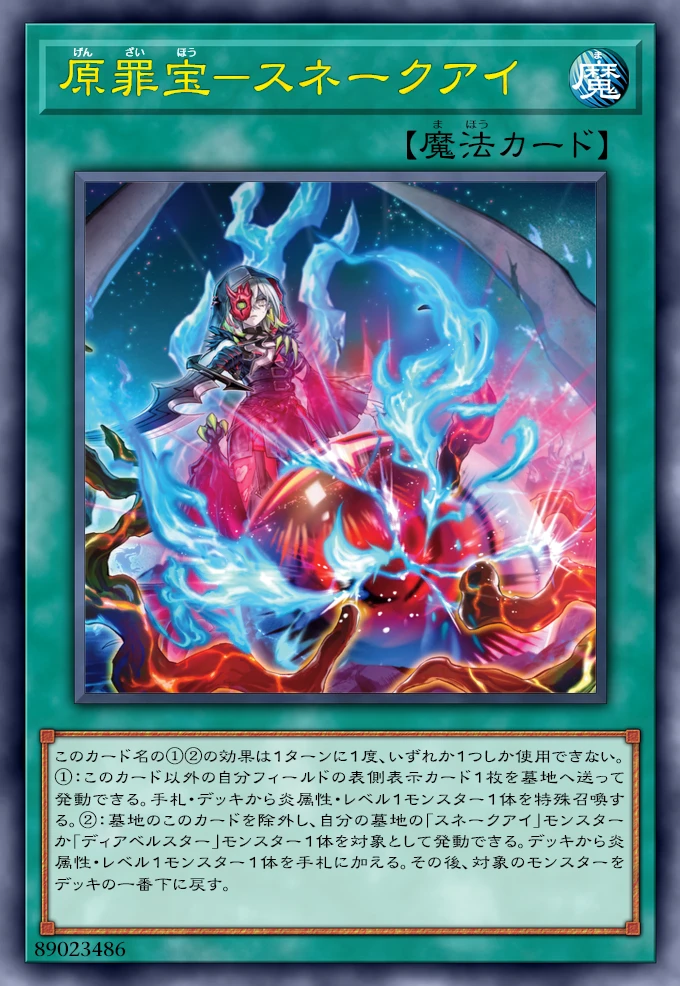 げん ざい ほう
原罪宝－スネークアイ
ま
魔
ま ほう
【魔法カード】
このカード名の①②の効果は１ターンに１度、いずれか１つしか使用できない。
①：このカード以外の自分フィールドの表側表示カード１枚を墓地へ送って
発動できる。手札・デッキから炎属性・レベル１モンスター１体を特殊召喚す
る。②：墓地のこのカードを除外し、自分の墓地の「スネークアイ」モンスター
か「ディアベルスター」モンスター１体を対象として発動できる。デッキから炎
属性・レベル１モンスター１体を手札に加える。その後、対象のモンスターを
デッキの一番下に戻す。
89023486